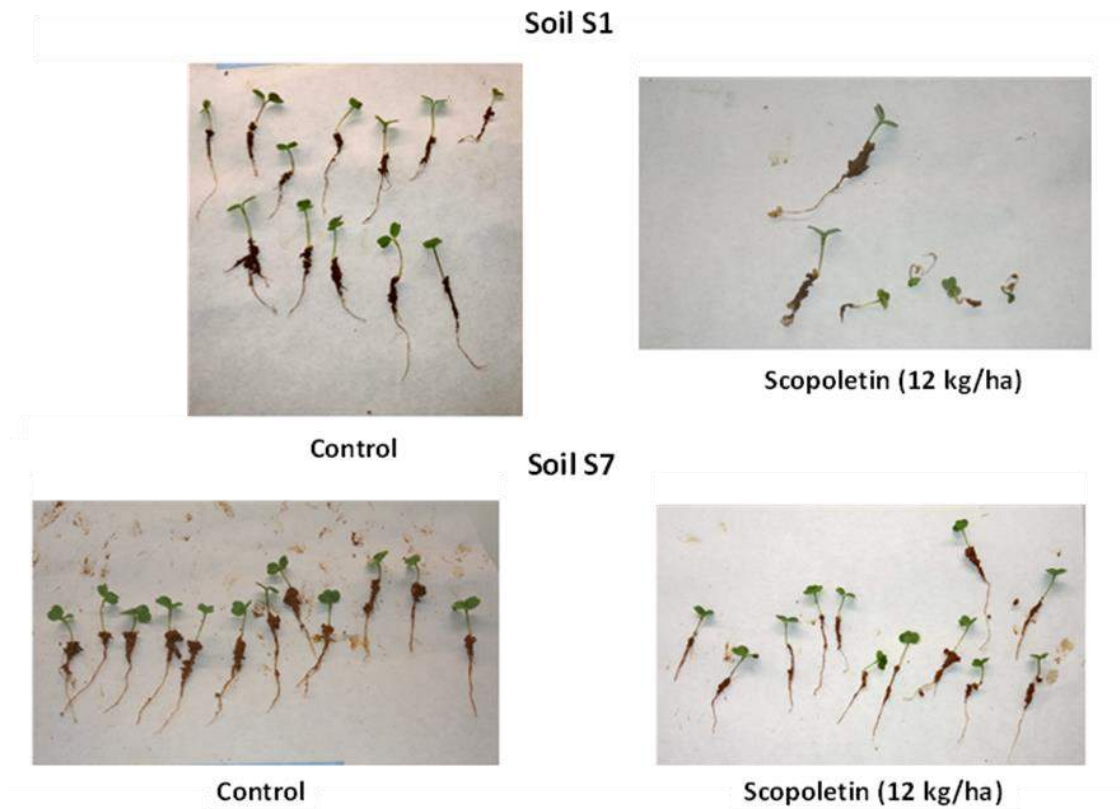 Soil S1
Scopoletin (12 kg/ha)
Control
Soil S7
Control
Scopoletin (12 kg/ha)